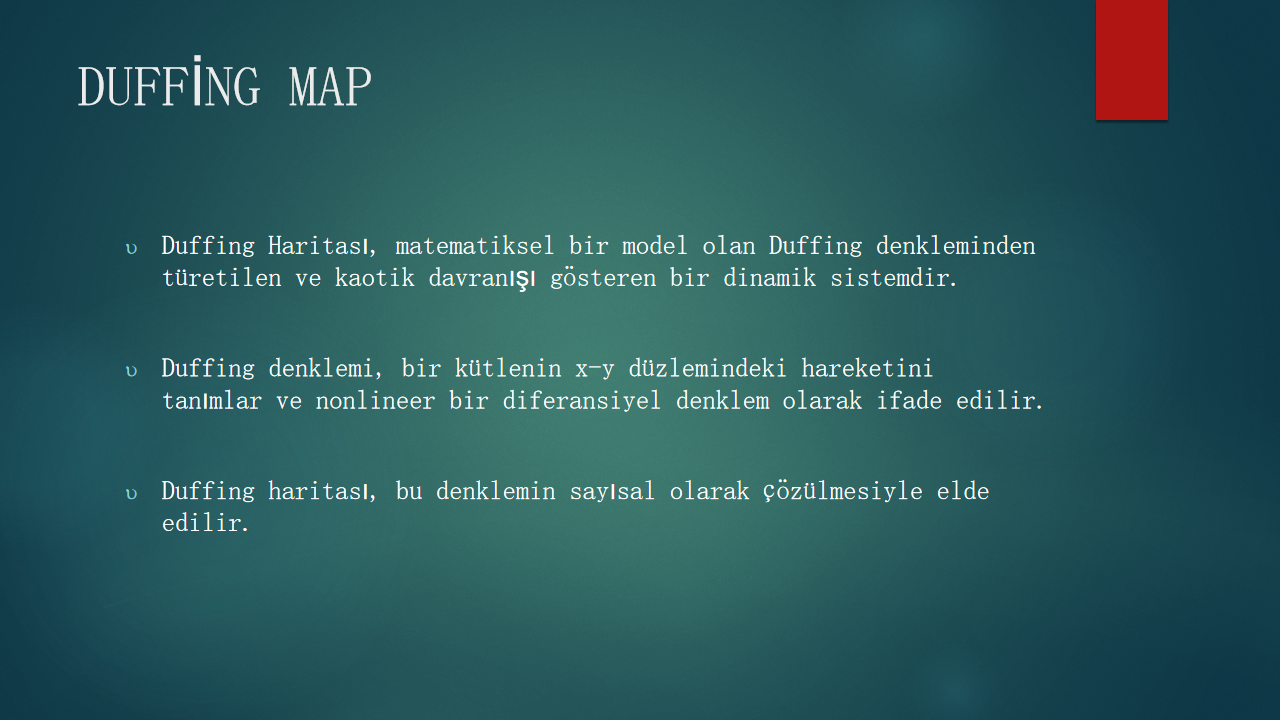 DUFFİNG MAP
Duffing Haritası, matematiksel bir model olan Duffing denkleminden
türetilen ve kaotik davranışı gösteren bir dinamik sistemdir.
Duffing denklemi, bir kütlenin x-y düzlemindeki hareketini
tanımlar ve nonlineer bir diferansiyel denklem olarak ifade edilir.
Duffing haritası, bu denklemin sayısal olarak çözülmesiyle elde
edilir.